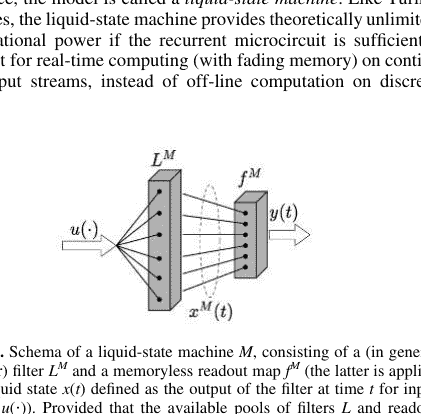 the model is called a liquid-state machine. Like Turi
es, the liquid-state machine provides theoretically unlimite
ational power if the recurrent microcircuit is sufficient
t for real-time computing (with fading memory) on conti
put streams, instead of off-line computation on discre
L^M
f^M
u(·)
y(t)
x^M(t)
. Schema of a liquid-state machine M, consisting of a (in gene
r) filter L^M and a memoryless readout map f^M (the latter is appli
uid state x(t) defined as the output of the filter at time t for inp
u(·)). Provided that the available pools of filters L and reado